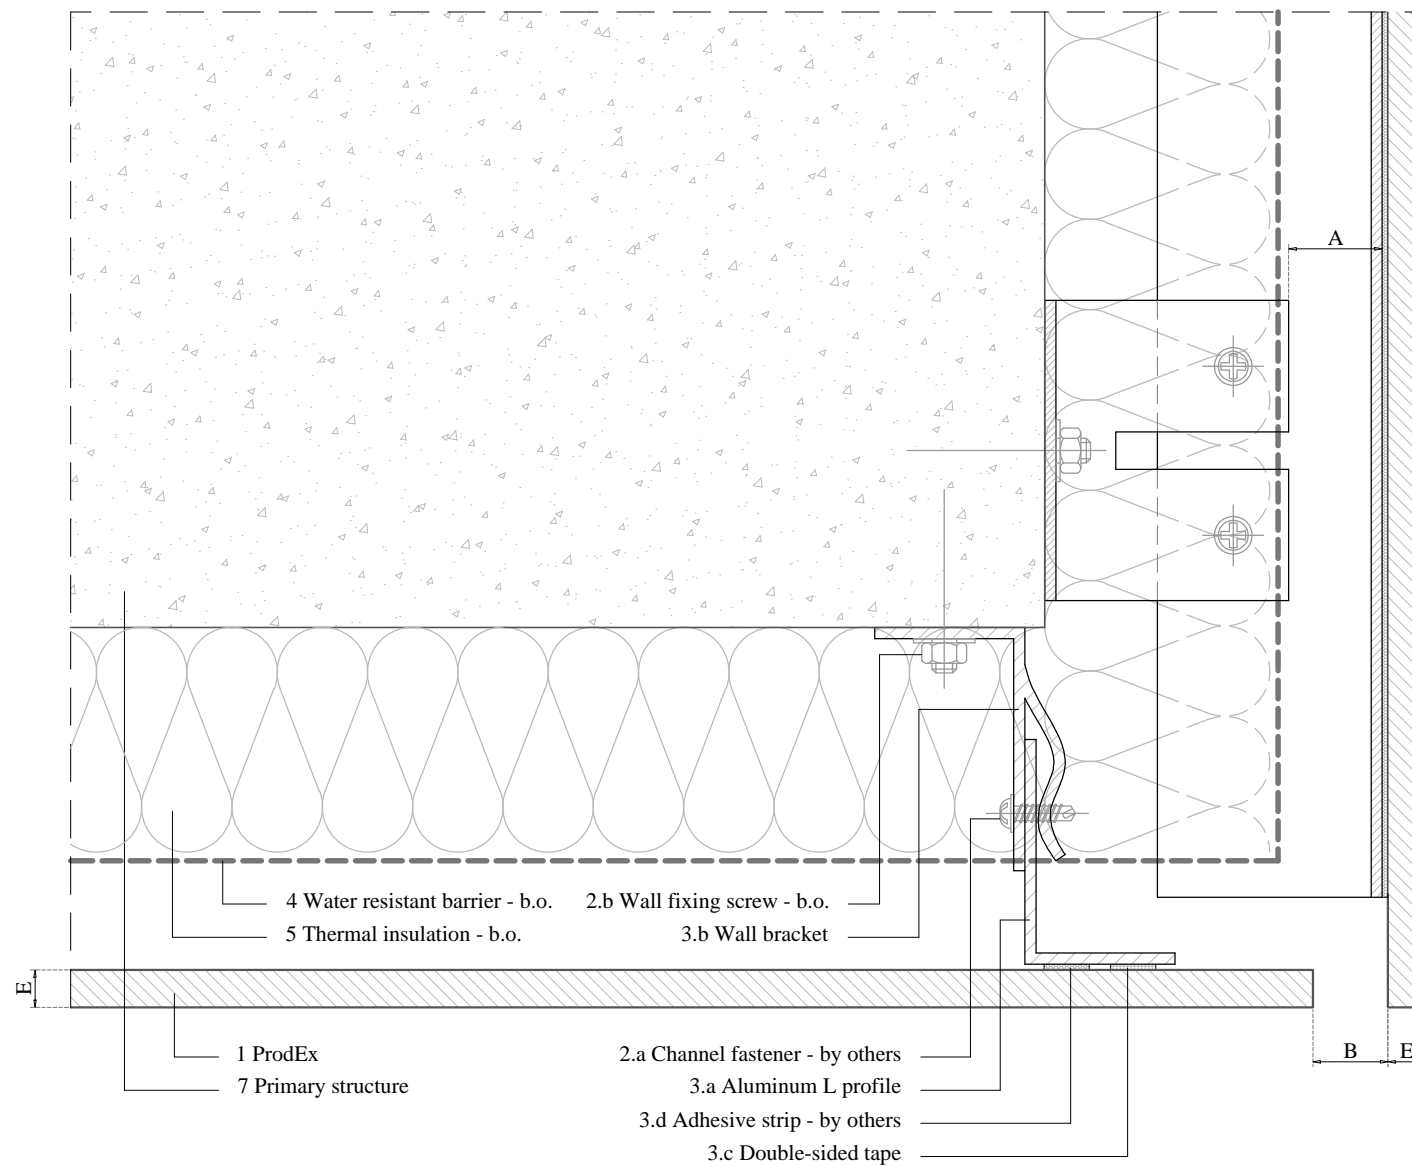 A
4 Water resistant barrier - b.o.
2.b Wall fixing screw - b.o.
5 Thermal insulation - b.o.
3.b Wall bracket
E
B
E
1 ProdEx
2.a Channel fastener - by others
7 Primary structure
3.a Aluminum L profile
3.d Adhesive strip - by others
3.c Double-sided tape